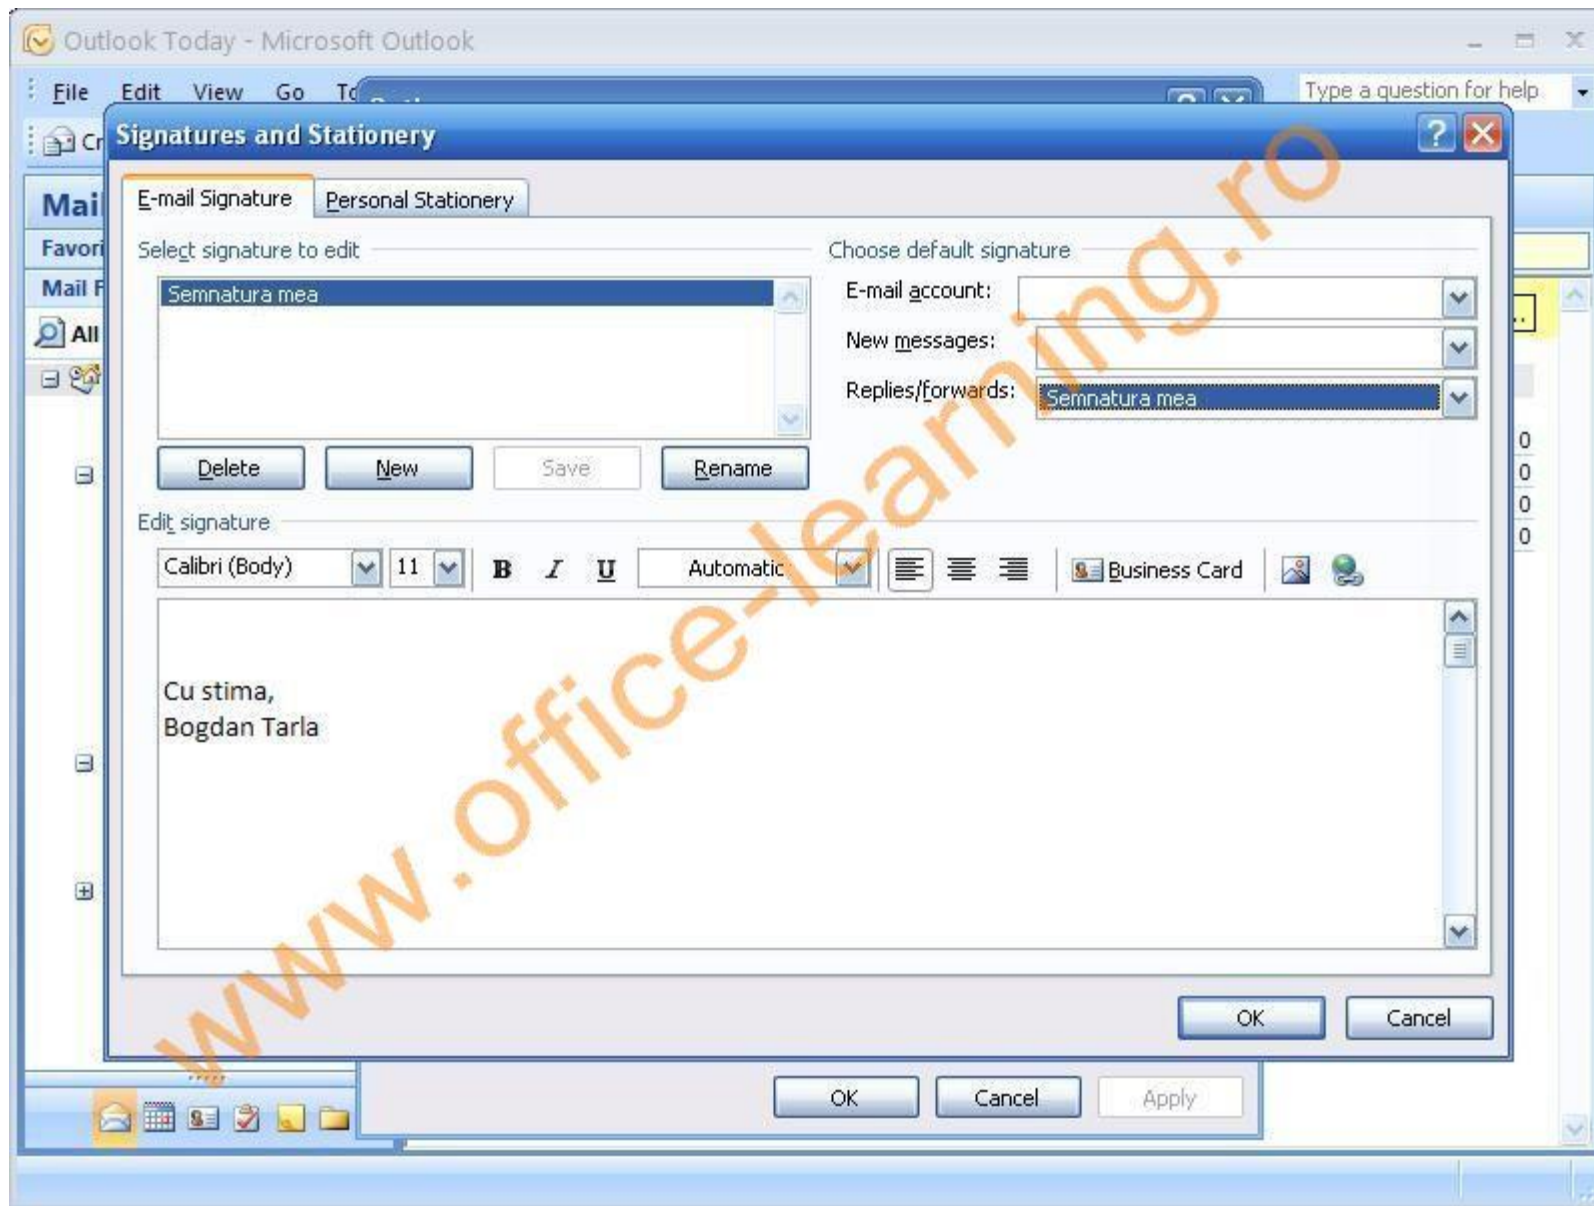 Outlook Today - Microsoft Outlook
File Edit View Go
Type a question for help
Signatures and Stationery
E-mail Signature Personal Stationery
Mail
Favori
Mail F
All
Select signature to edit
Semnatura mea
Delete New Save Rename
Choose default signature
E-mail account:
New messages:
Replies/forwards: Semnatura mea
0
0
0
0
Edit signature
Calibri (Body) 11 B I U Automatic Business Card
Cu stima,
Bogdan Tarla
OK Cancel
OK Cancel Apply
www.office-learning.ro